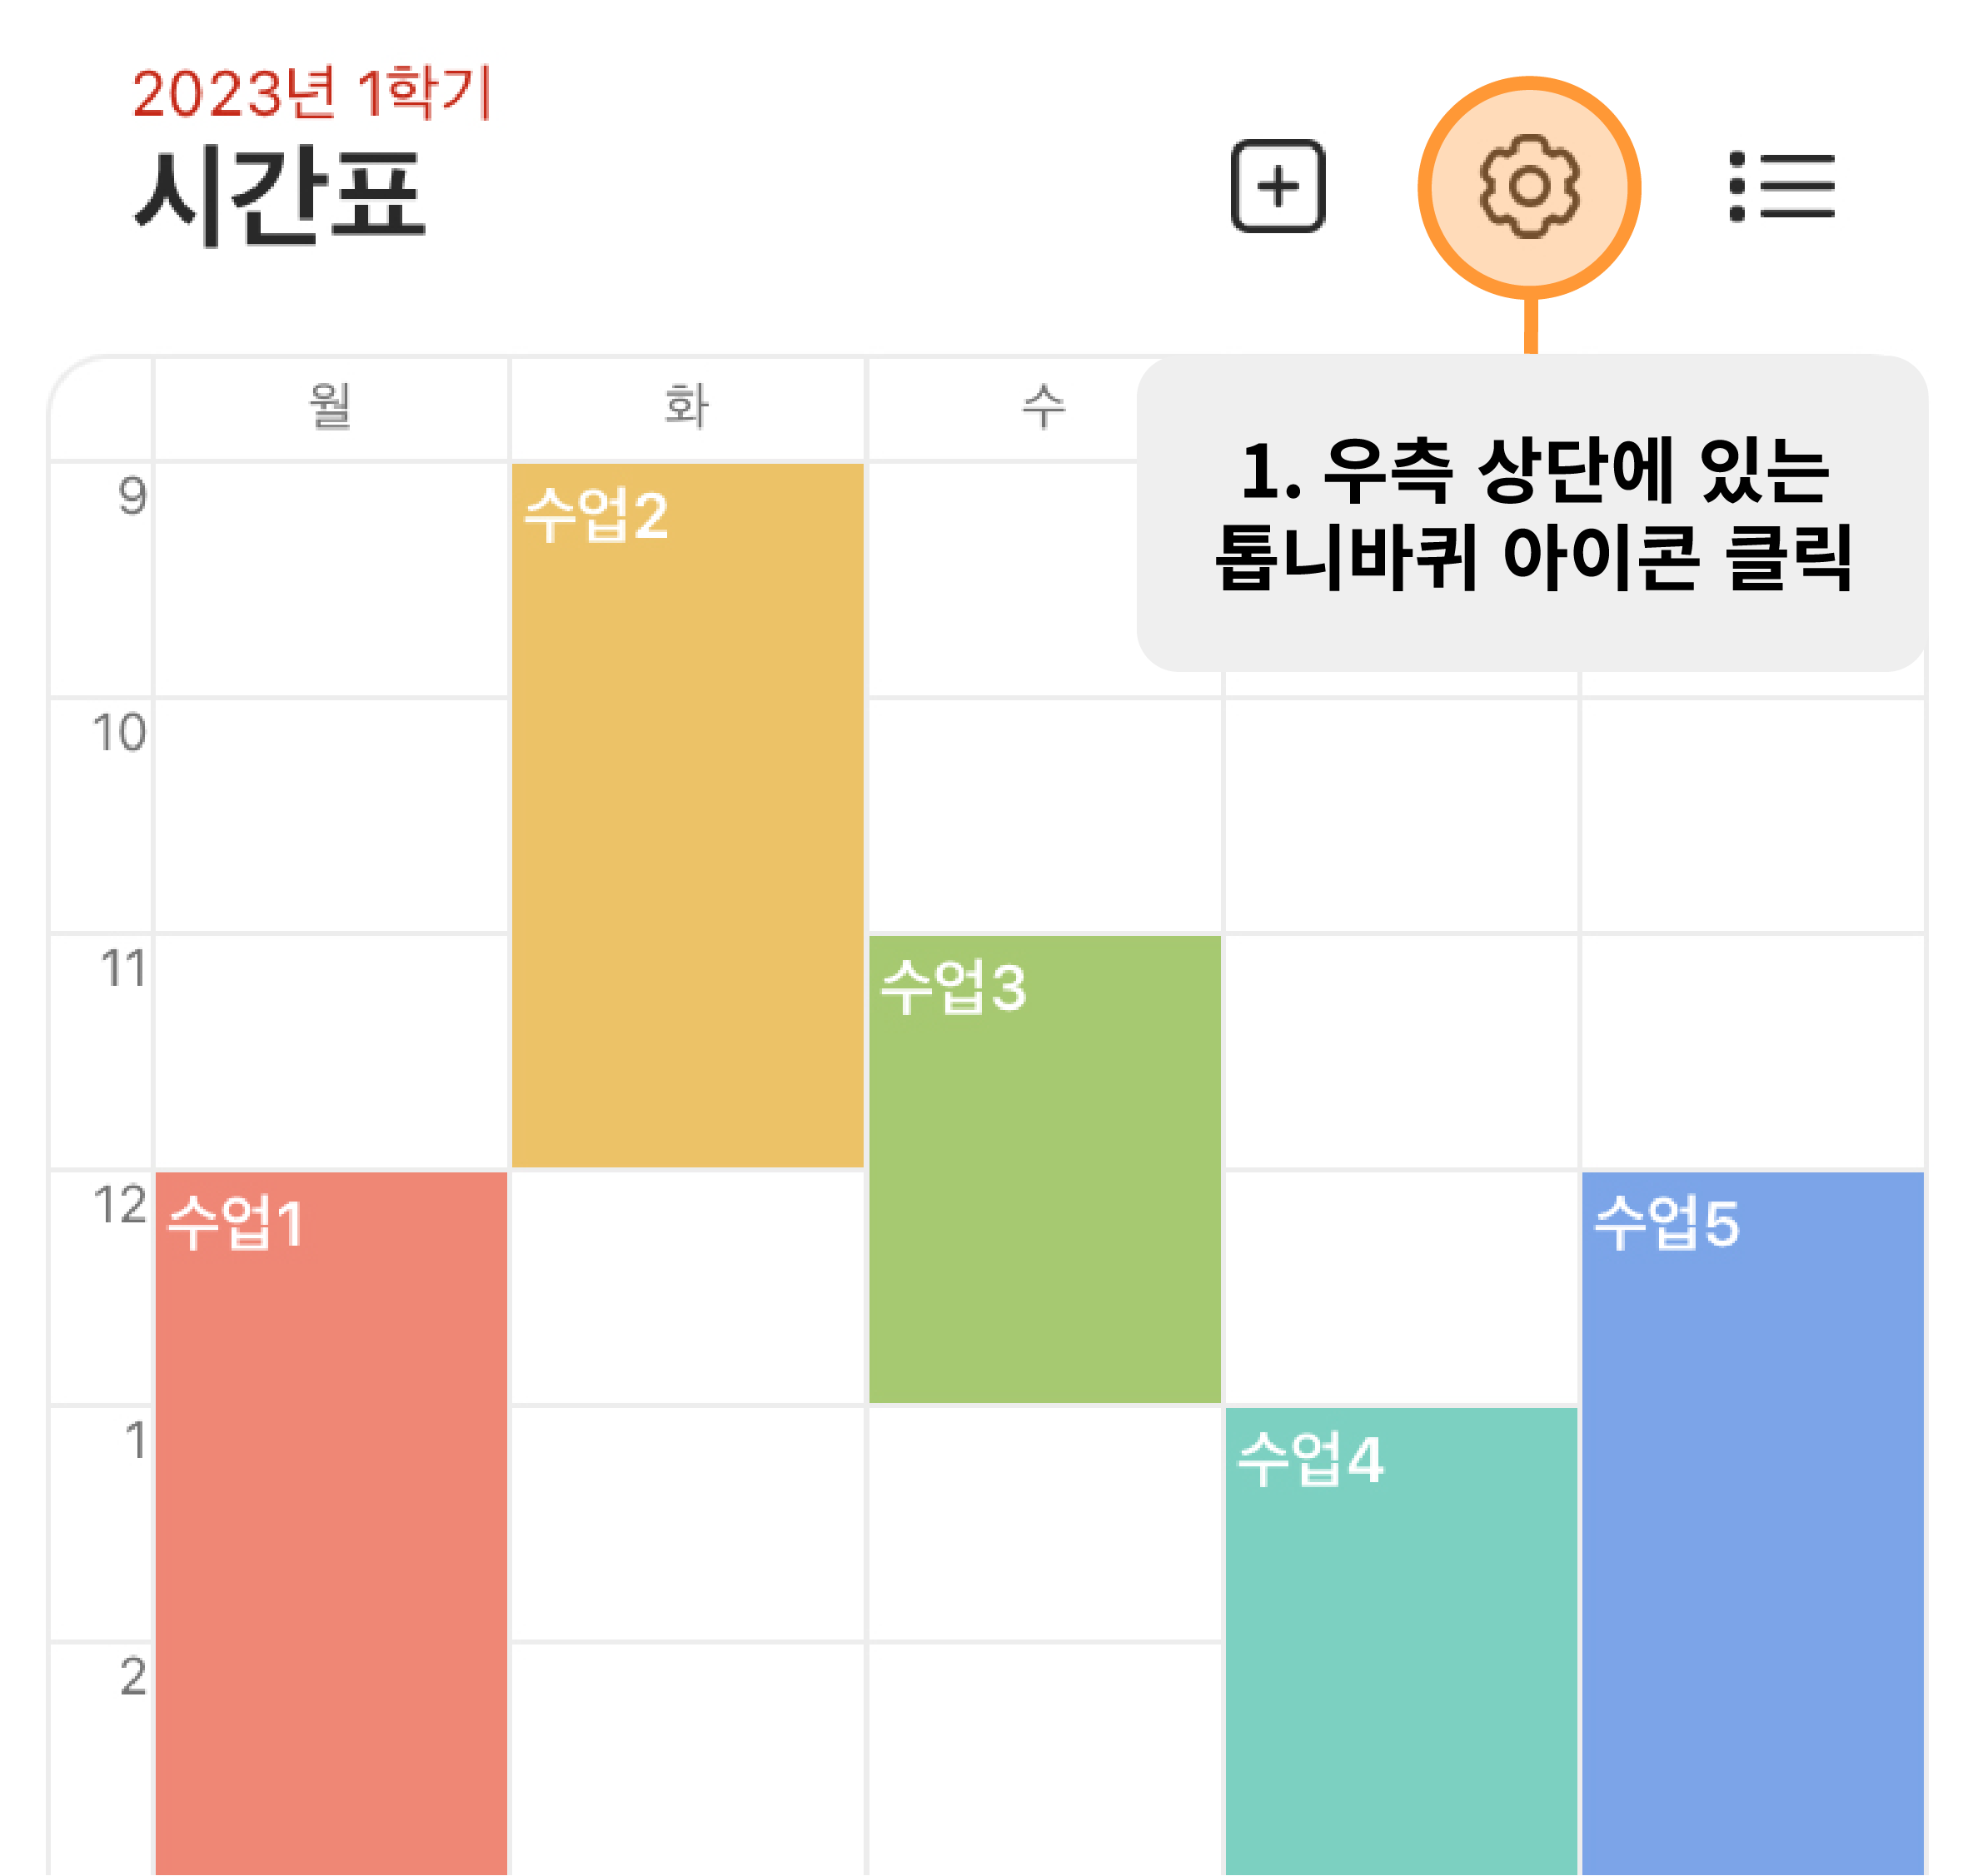 2023년 1학기
시간표
월 화 수
1. 우측 상단에 있는
톱니바퀴 아이콘 클릭
9
수업2
10
11
수업3
12
수업1
수업5
1
수업4
2